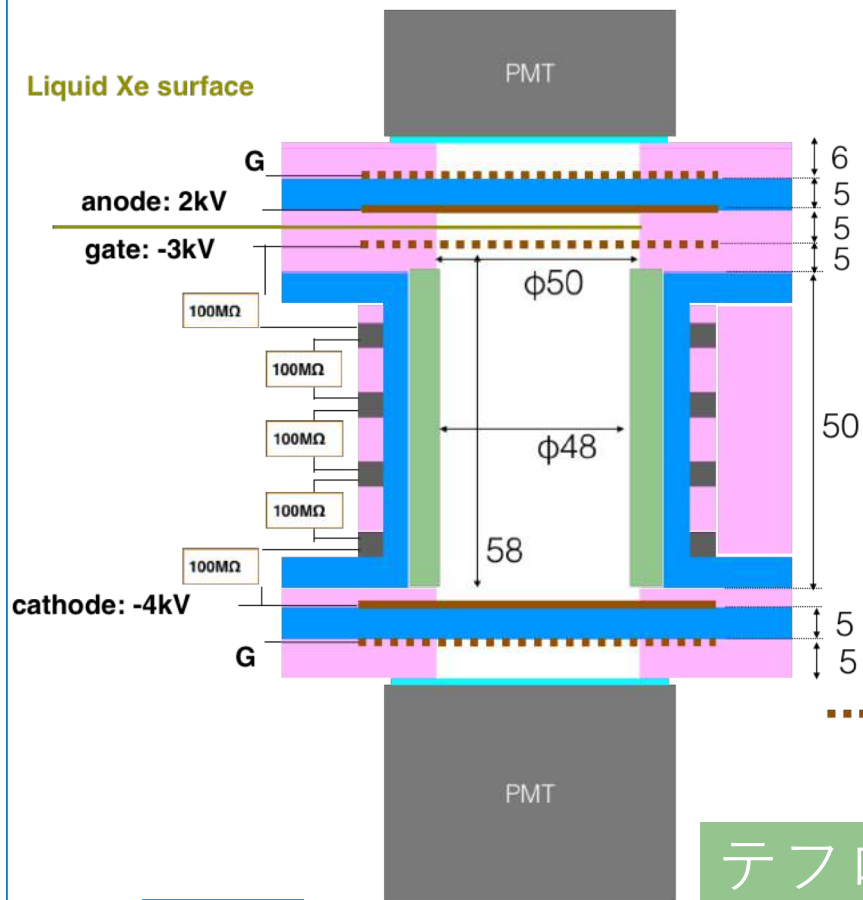 PMT
Liquid Xe surface
G
6
5
anode: 2kV
5
gate: -3kV
5
ϕ50
100MΩ
100MΩ
50
100MΩ
ϕ48
100MΩ
58
100MΩ
cathode: -4kV
5
G
5
PMT
テフ